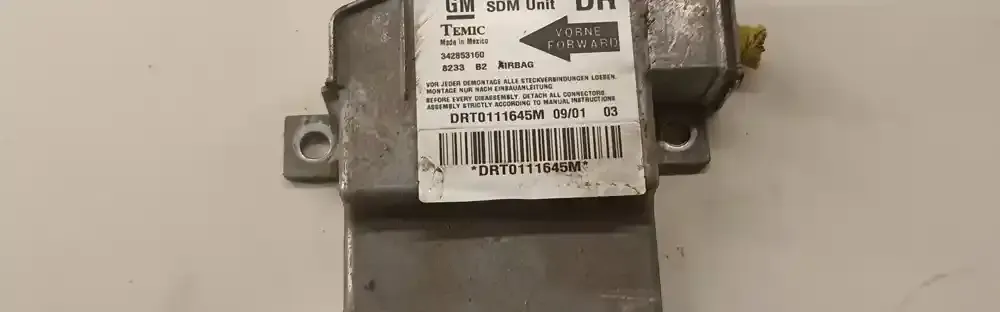 GM SDM Unit DR
TEMIC
Made in Mexico
VORNE
FORWARD
342853160
8233 B2 AIRBAG
VOR JEDER DEMONTAGE ALLE STECKVERBINDUNGEN LOESEN.
MONTAGE NUR NACH EINBAUANLEITUNG
BEFORE EVERY DISASSEMBLY, DETACH ALL CONNECTORS
ASSEMBLY STRICTLY ACCORDING TO MANUAL INSTRUCTIONS
DRT0111645M 09/01 03
*DRT0111645M*